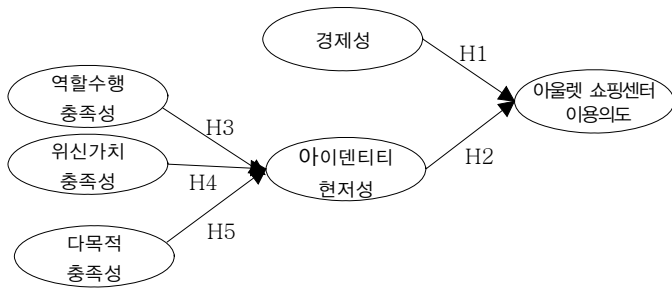 경제성
H1
아울렛 쇼핑센터
이용의도
역할수행
충족성
H3
위신가치
충족성
H4
아이덴티티
현저성
H2
다목적
충족성
H5